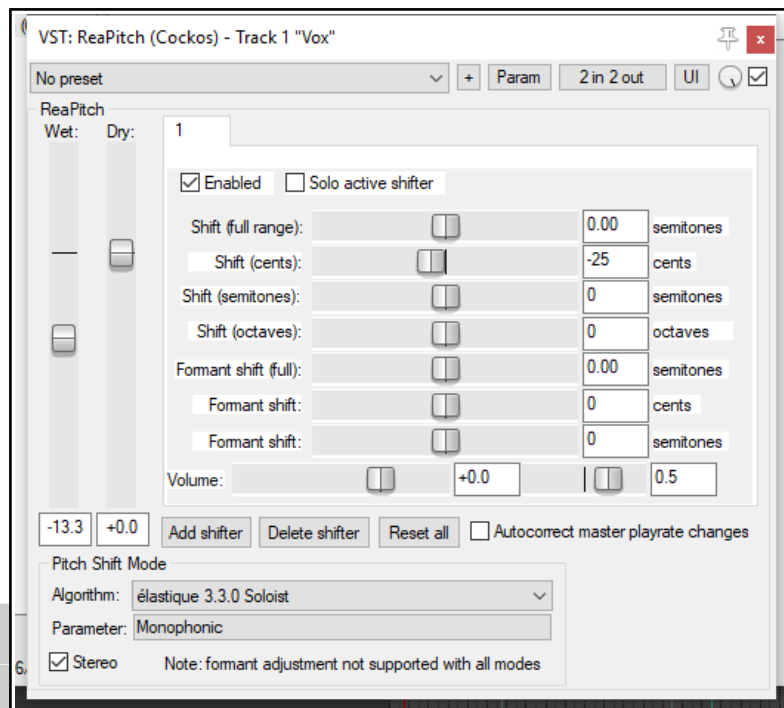 VST: ReaPitch (Cockos) - Track 1 "Vox"
x
No preset + Param 2 in 2 out UI
ReaPitch
Wet: Dry: 1
Enabled Solo active shifter
Shift (full range): 0.00 semitones
Shift (cents): -25 cents
Shift (semitones): 0 semitones
Shift (octaves): 0 octaves
Formant shift (full): 0.00 semitones
Formant shift: 0 cents
Formant shift: 0 semitones
Volume: +0.0 0.5
-13.3 +0.0 Add shifter Delete shifter Reset all Autocorrect master playrate changes
Pitch Shift Mode
Algorithm: élastique 3.3.0 Soloist
Parameter: Monophonic
Stereo Note: formant adjustment not supported with all modes